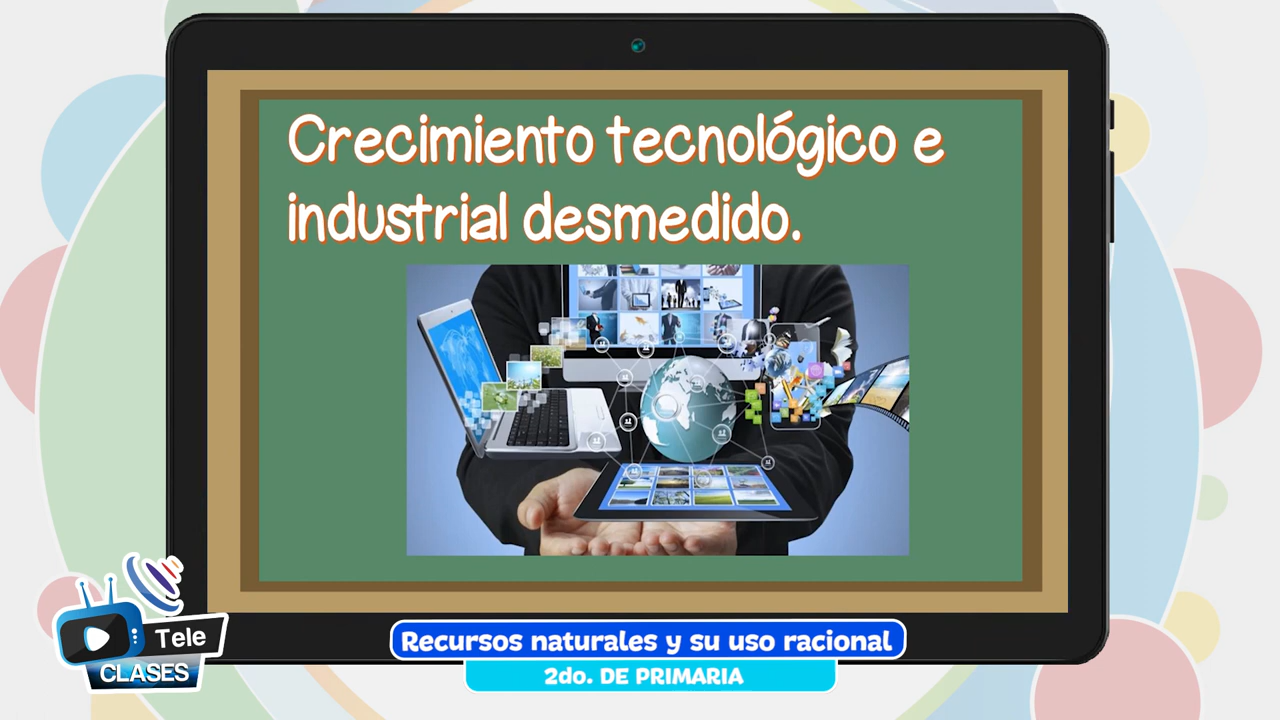 Crecimiento tecnológico e
industrial desmedido.
Tele
CLASES
Recursos naturales y su uso racional
2do. DE PRIMARIA